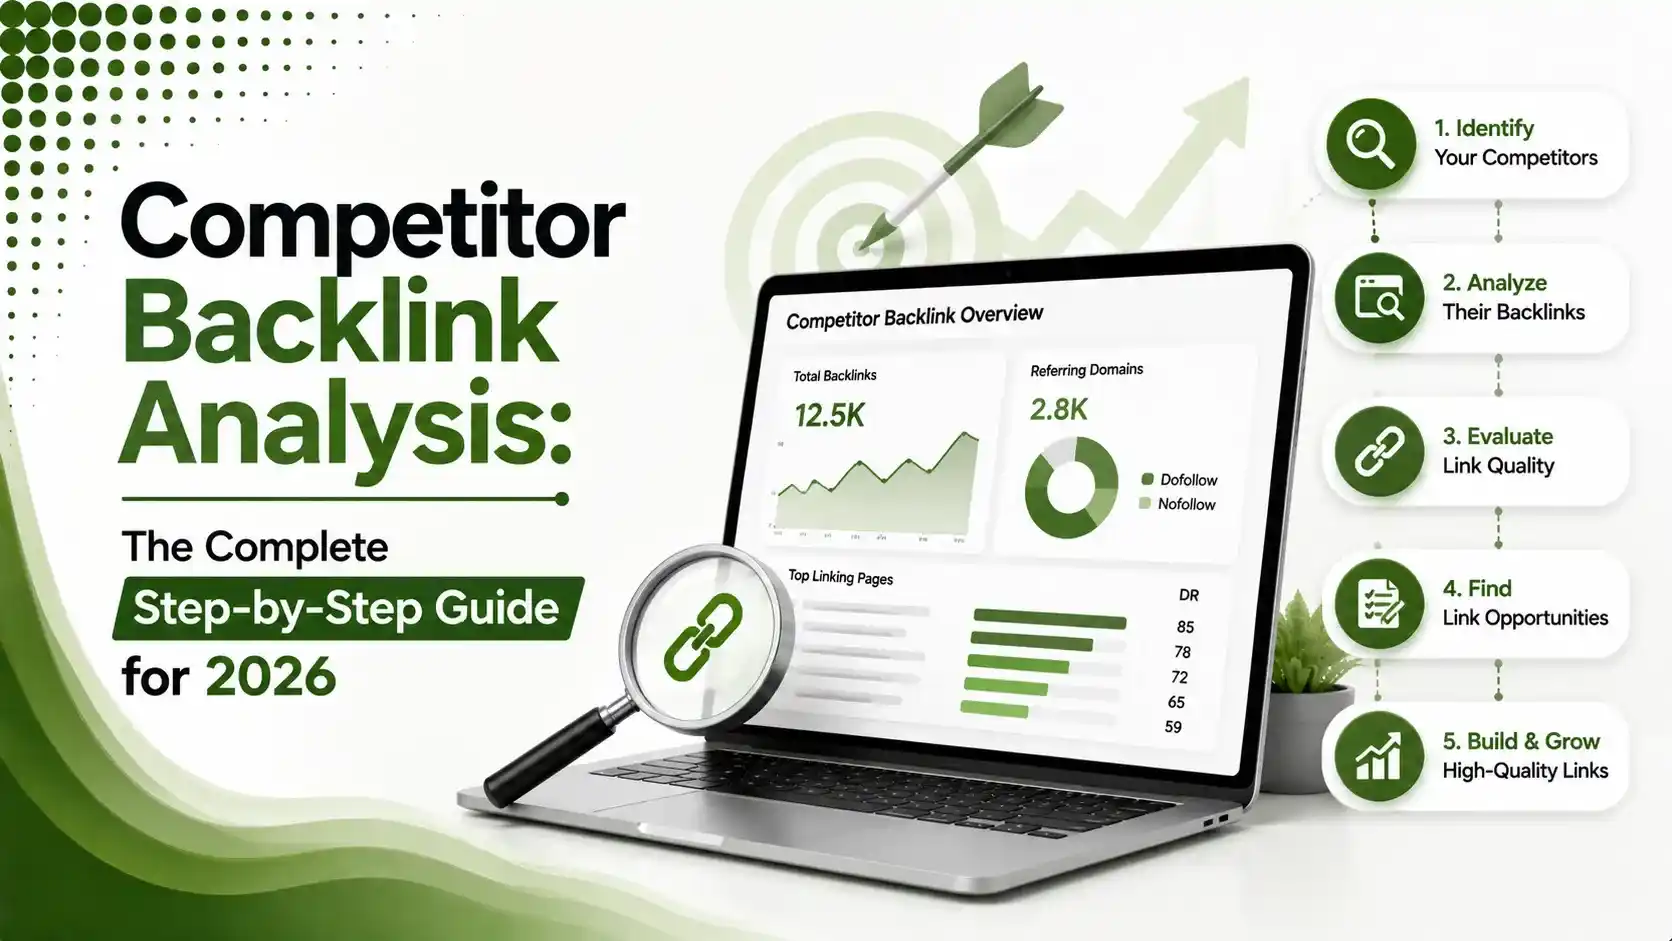 Competitor
Backlink
Analysis:
The Complete
Step-by-Step Guide
for 2026
Competitor Backlink Overview
Total Backlinks
12.5K
Referring Domains
2.8K
Dofollow
Nofollow
Top Linking Pages
DR
85
78
72
65
59
1. Identify
Your Competitors
2. Analyze
Their Backlinks
3. Evaluate
Link Quality
4. Find
Link Opportunities
5. Build & Grow
High-Quality Links